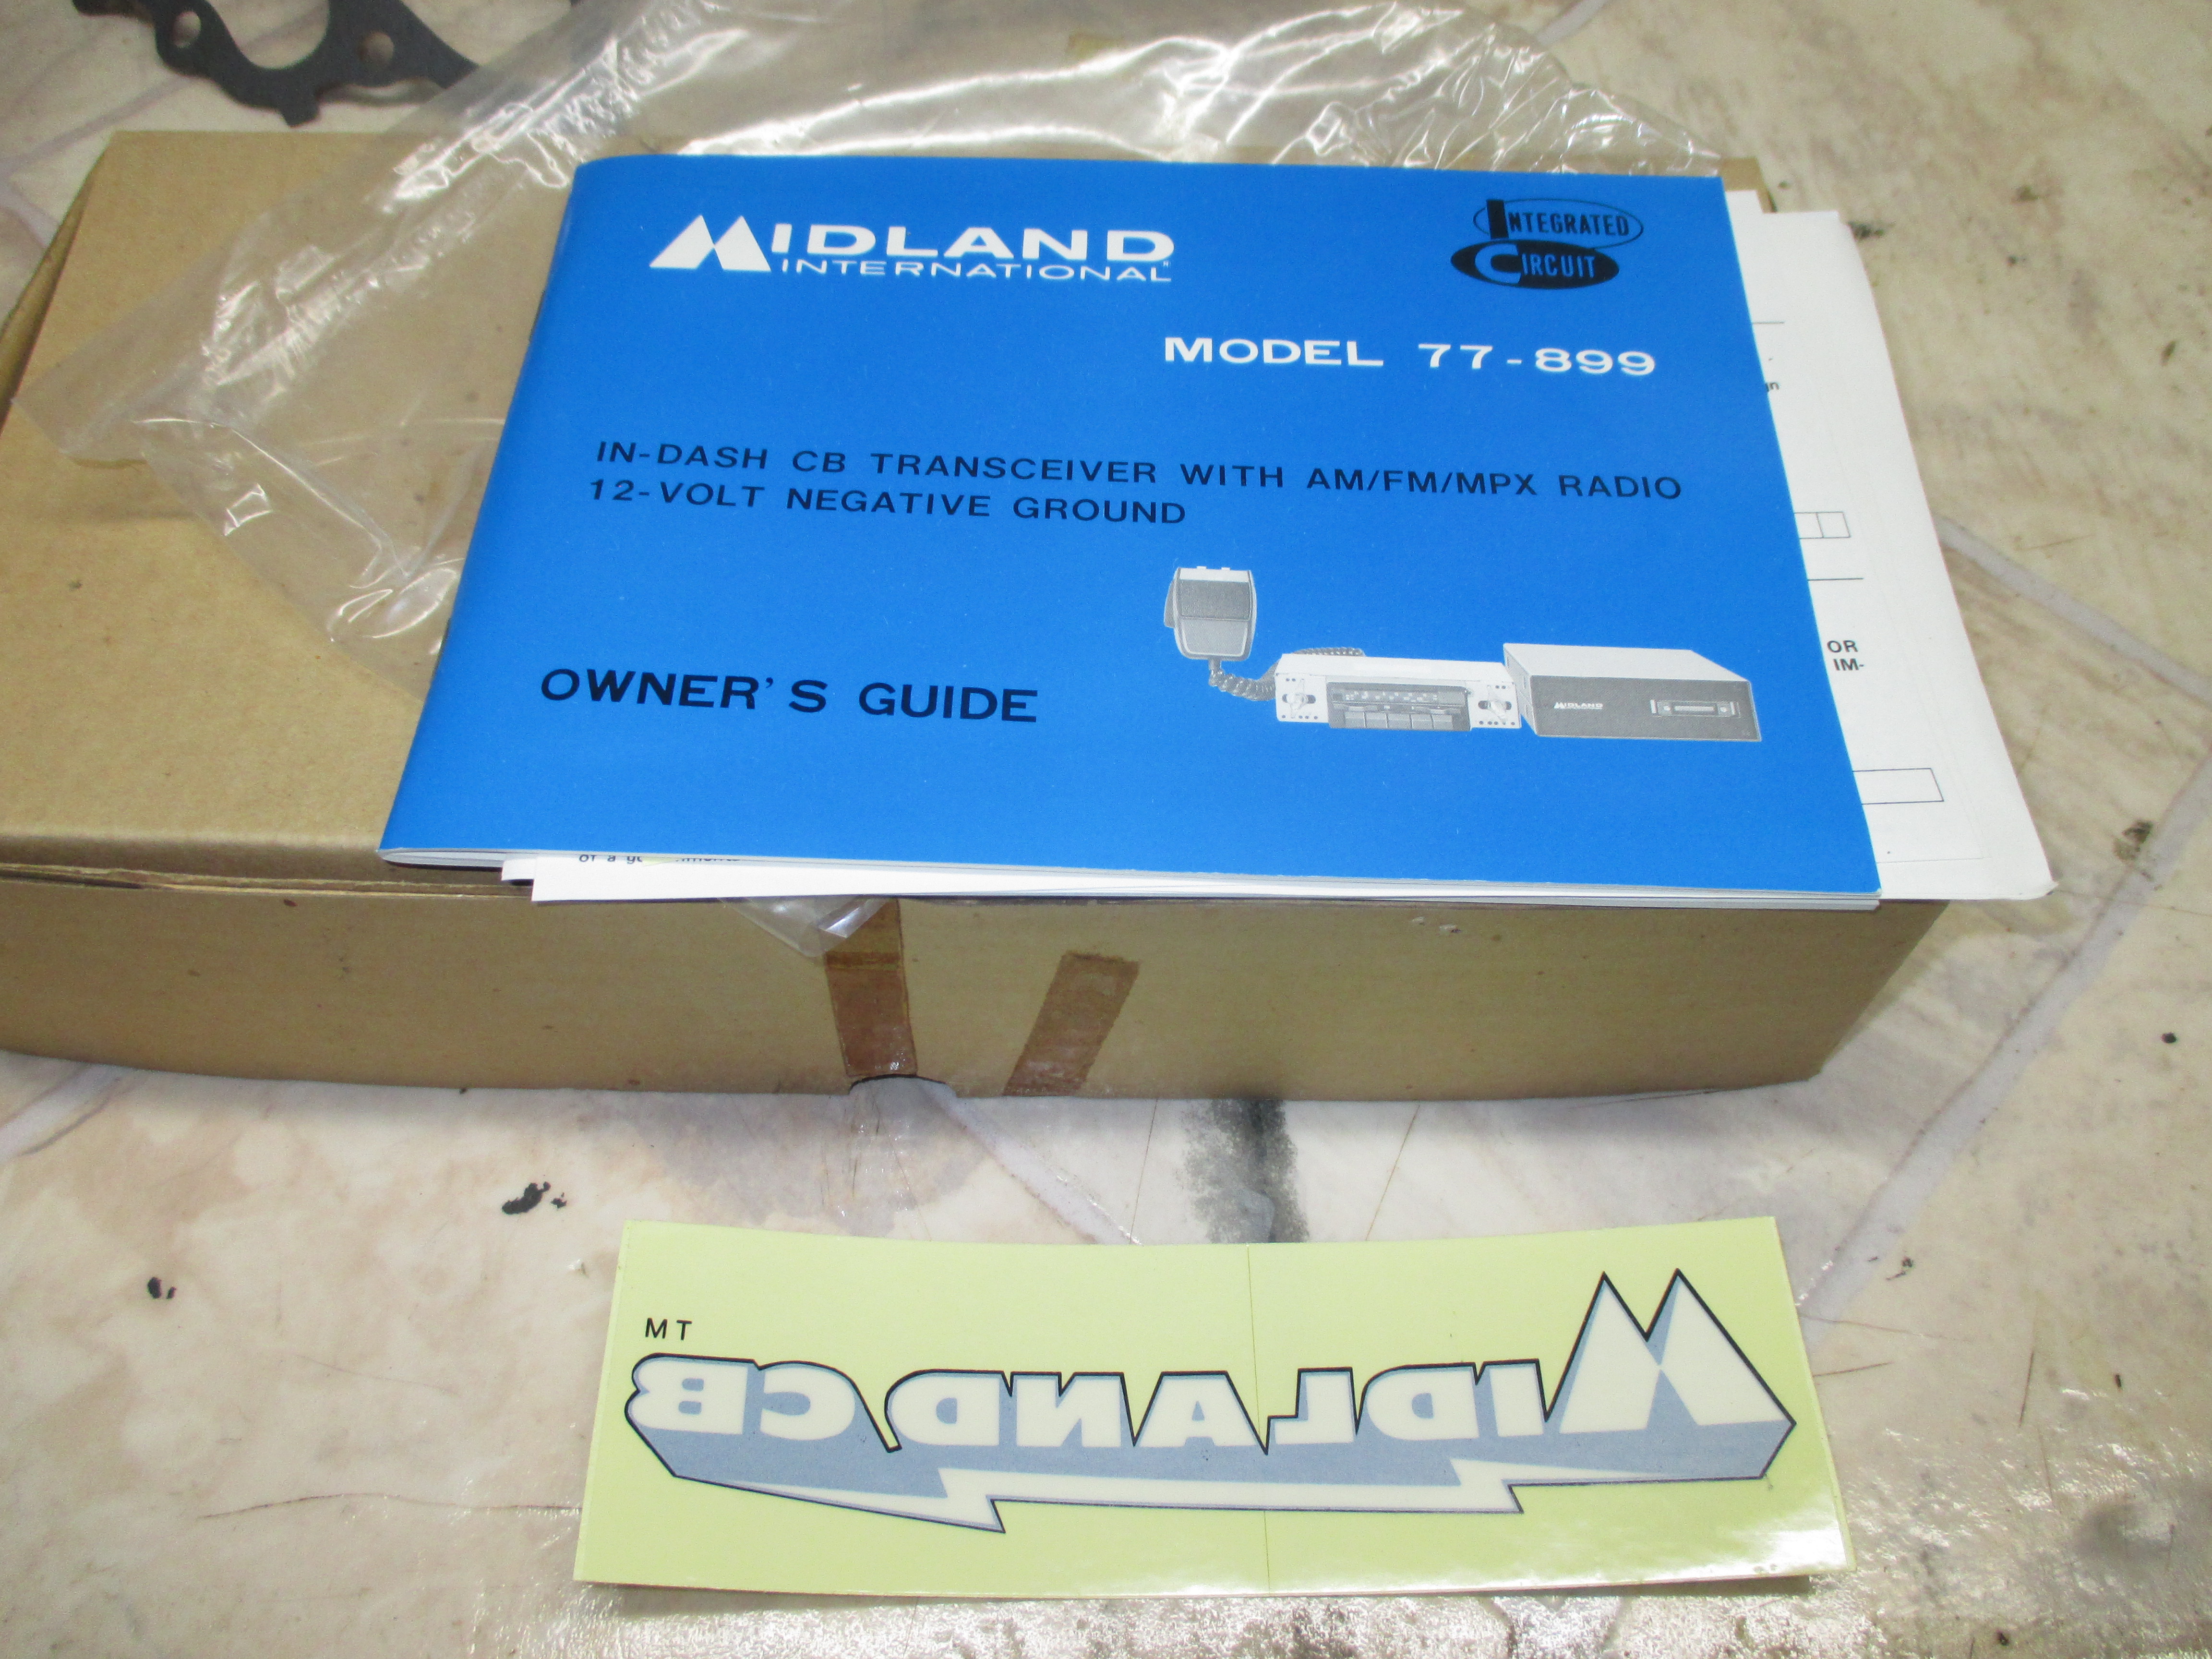 MIDLAND
INTERNATIONAL
INTEGRATED
CIRCUIT
MODEL 77-899
IN-DASH CB TRANSCEIVER WITH AM/FM/MPX RADIO
12-VOLT NEGATIVE GROUND
OWNER'S GUIDE
MIDLAND
OR
IM-
of a
MT
MIDLAND CB